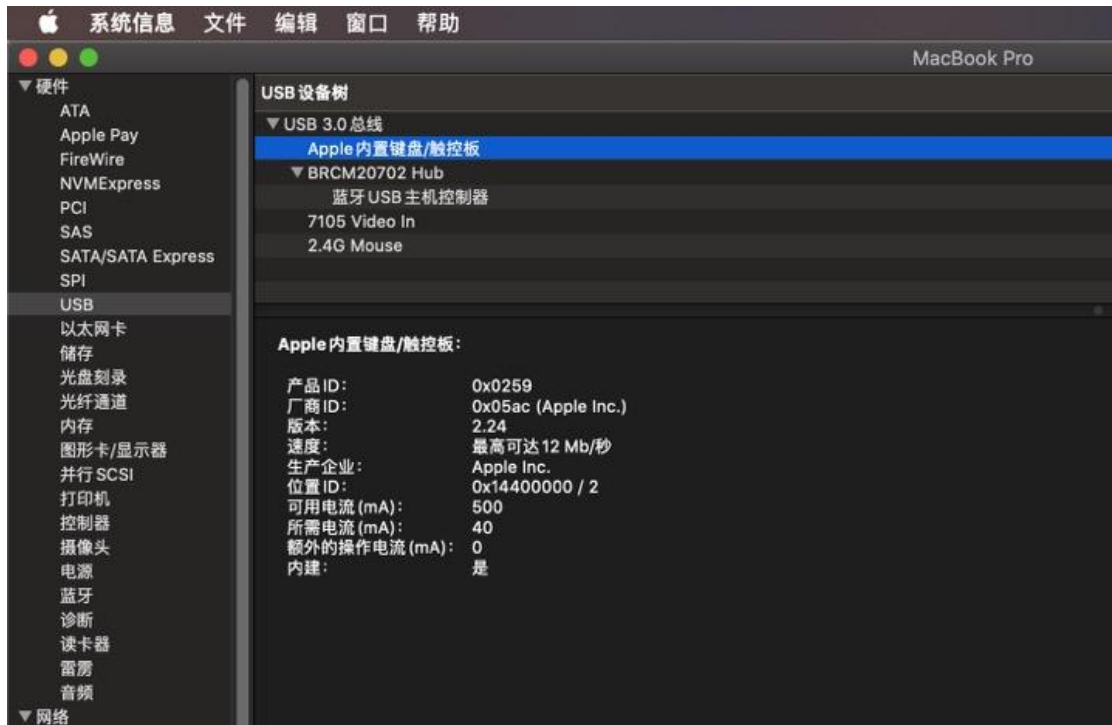 系统信息 文件 编辑 窗口 帮助
MacBook Pro
硬件
ATA
Apple Pay
FireWire
NVMExpress
PCI
SAS
SATA/SATA Express
SPI
USB
以太网卡
储存
光盘刻录
光纤通道
内存
图形卡/显示器
并行 SCSI
打印机
控制器
摄像头
电源
蓝牙
诊断
读卡器
雷雳
音频
网络
USB 设备树
USB 3.0 总线
Apple 内置键盘/触控板
BRCM20702 Hub
蓝牙 USB 主机控制器
7105 Video In
2.4G Mouse
Apple 内置键盘/触控板:
产品 ID: 0x0259
厂商 ID: 0x05ac (Apple Inc.)
版本: 2.24
速度: 最高可达 12 Mb/秒
生产企业: Apple Inc.
位置 ID: 0x14400000 / 2
可用电流 (mA): 500
所需电流 (mA): 40
额外的操作电流 (mA): 0
内建: 是